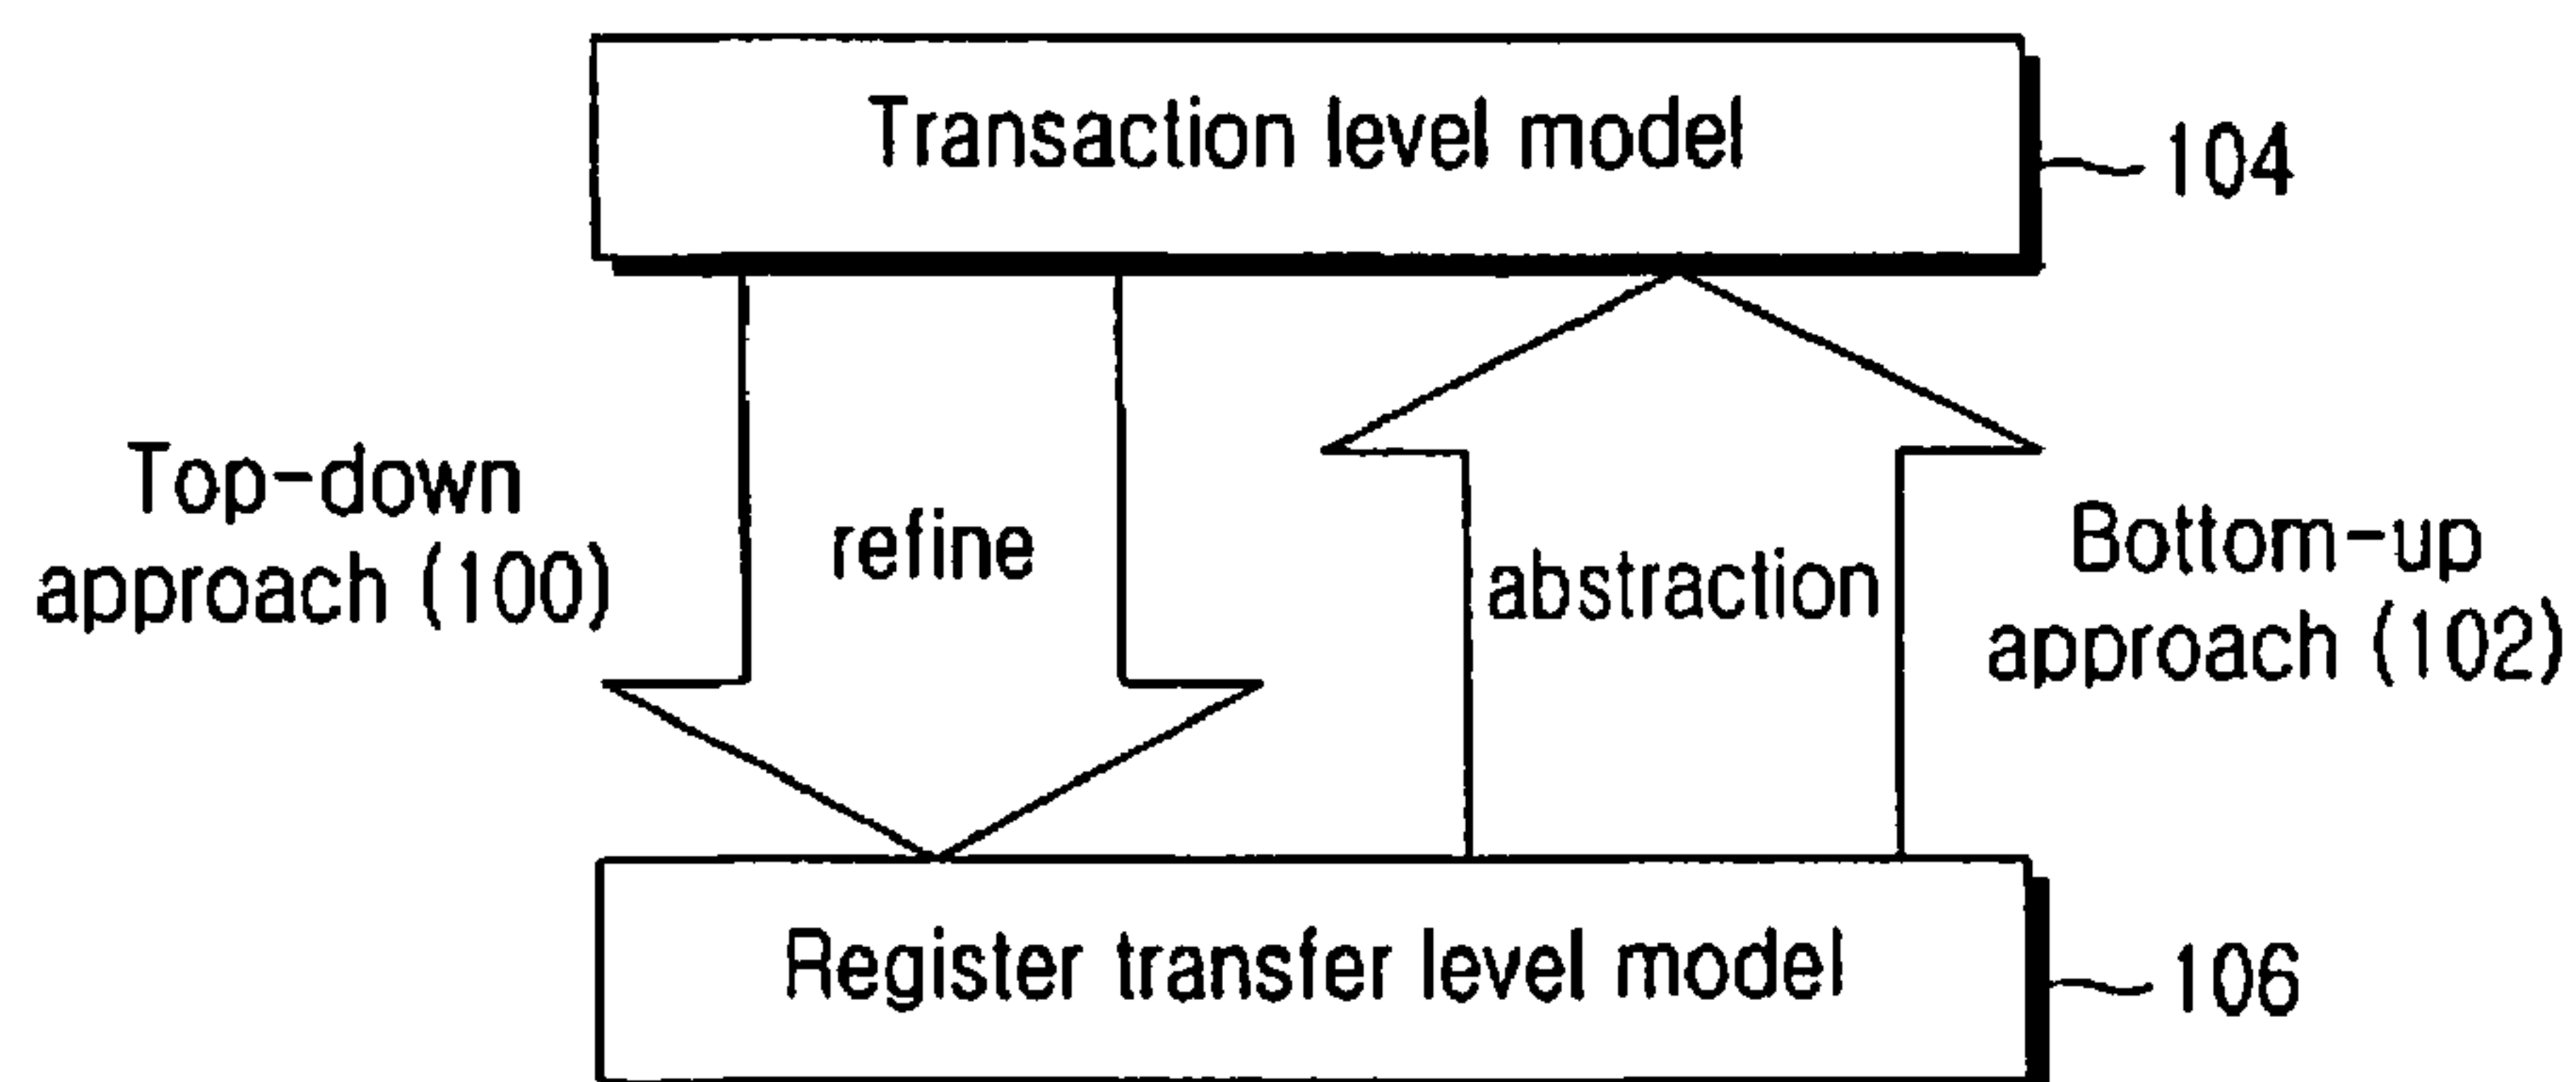 Transaction level model
104
Top-down
approach (100)
refine
abstraction
Bottom-up
approach (102)
Register transfer level model
106